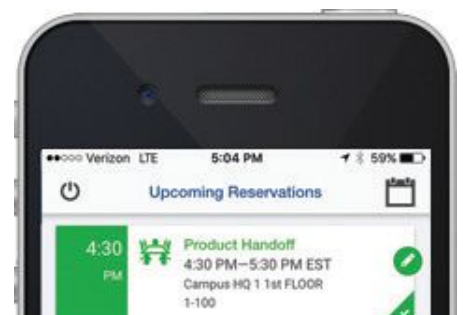 Verizon LTE 5:04 PM 59%
Upcoming Reservations
4:30 PM
Product Handoff
4:30 PM–5:30 PM EST
Campus HQ 1 1st FLOOR
1-100